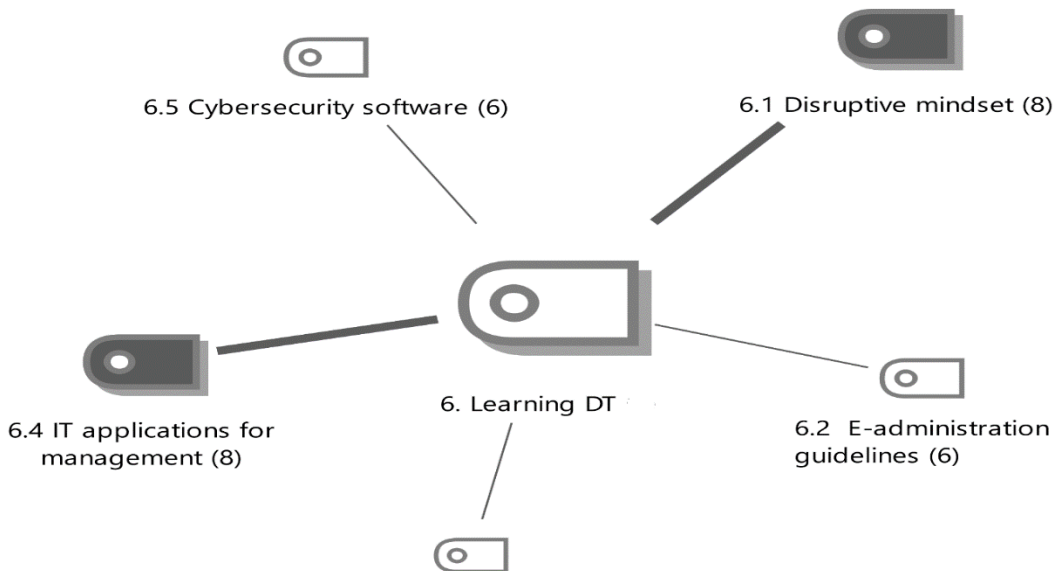 6.5 Cybersecurity software (6)
6.1 Disruptive mindset (8)
6. Learning DT
6.4 IT applications for
management (8)
6.2 E-administration
guidelines (6)